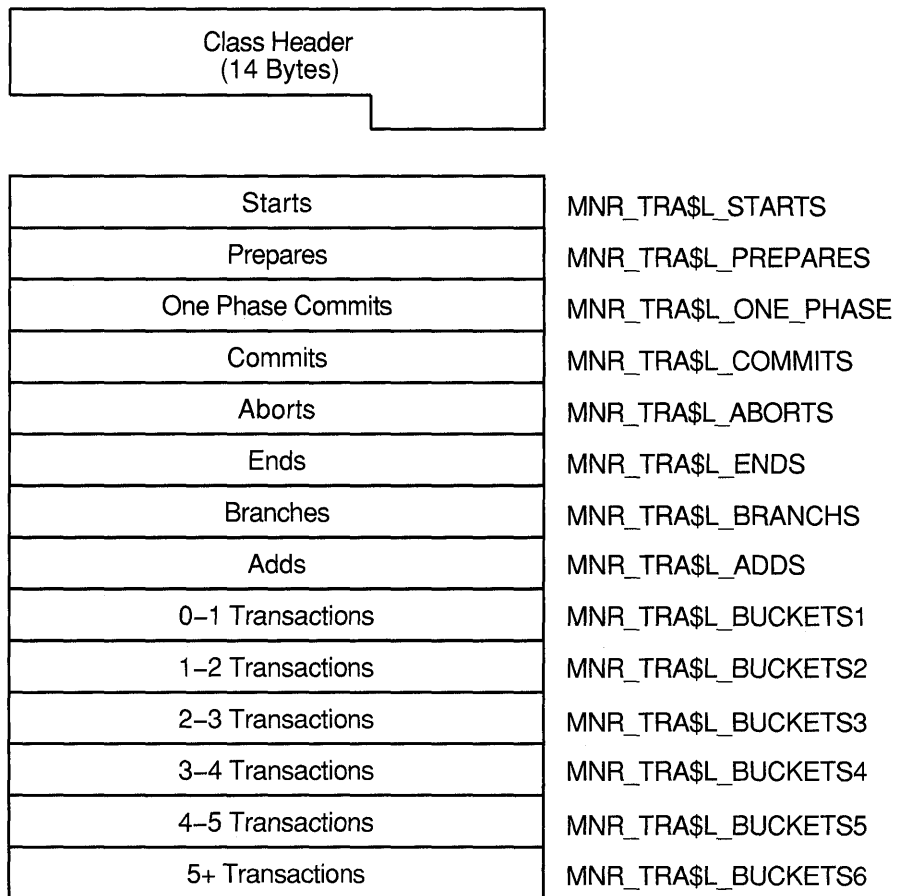 Class Header
(14 Bytes)
Starts MNR_TRA$L_STARTS
Prepares MNR_TRA$L_PREPARES
One Phase Commits MNR_TRA$L_ONE_PHASE
Commits MNR_TRA$L_COMMITS
Aborts MNR_TRA$L_ABORTS
Ends MNR_TRA$L_ENDS
Branches MNR_TRA$L_BRANCHS
Adds MNR_TRA$L_ADDS
0–1 Transactions MNR_TRA$L_BUCKETS1
1–2 Transactions MNR_TRA$L_BUCKETS2
2–3 Transactions MNR_TRA$L_BUCKETS3
3–4 Transactions MNR_TRA$L_BUCKETS4
4–5 Transactions MNR_TRA$L_BUCKETS5
5+ Transactions MNR_TRA$L_BUCKETS6